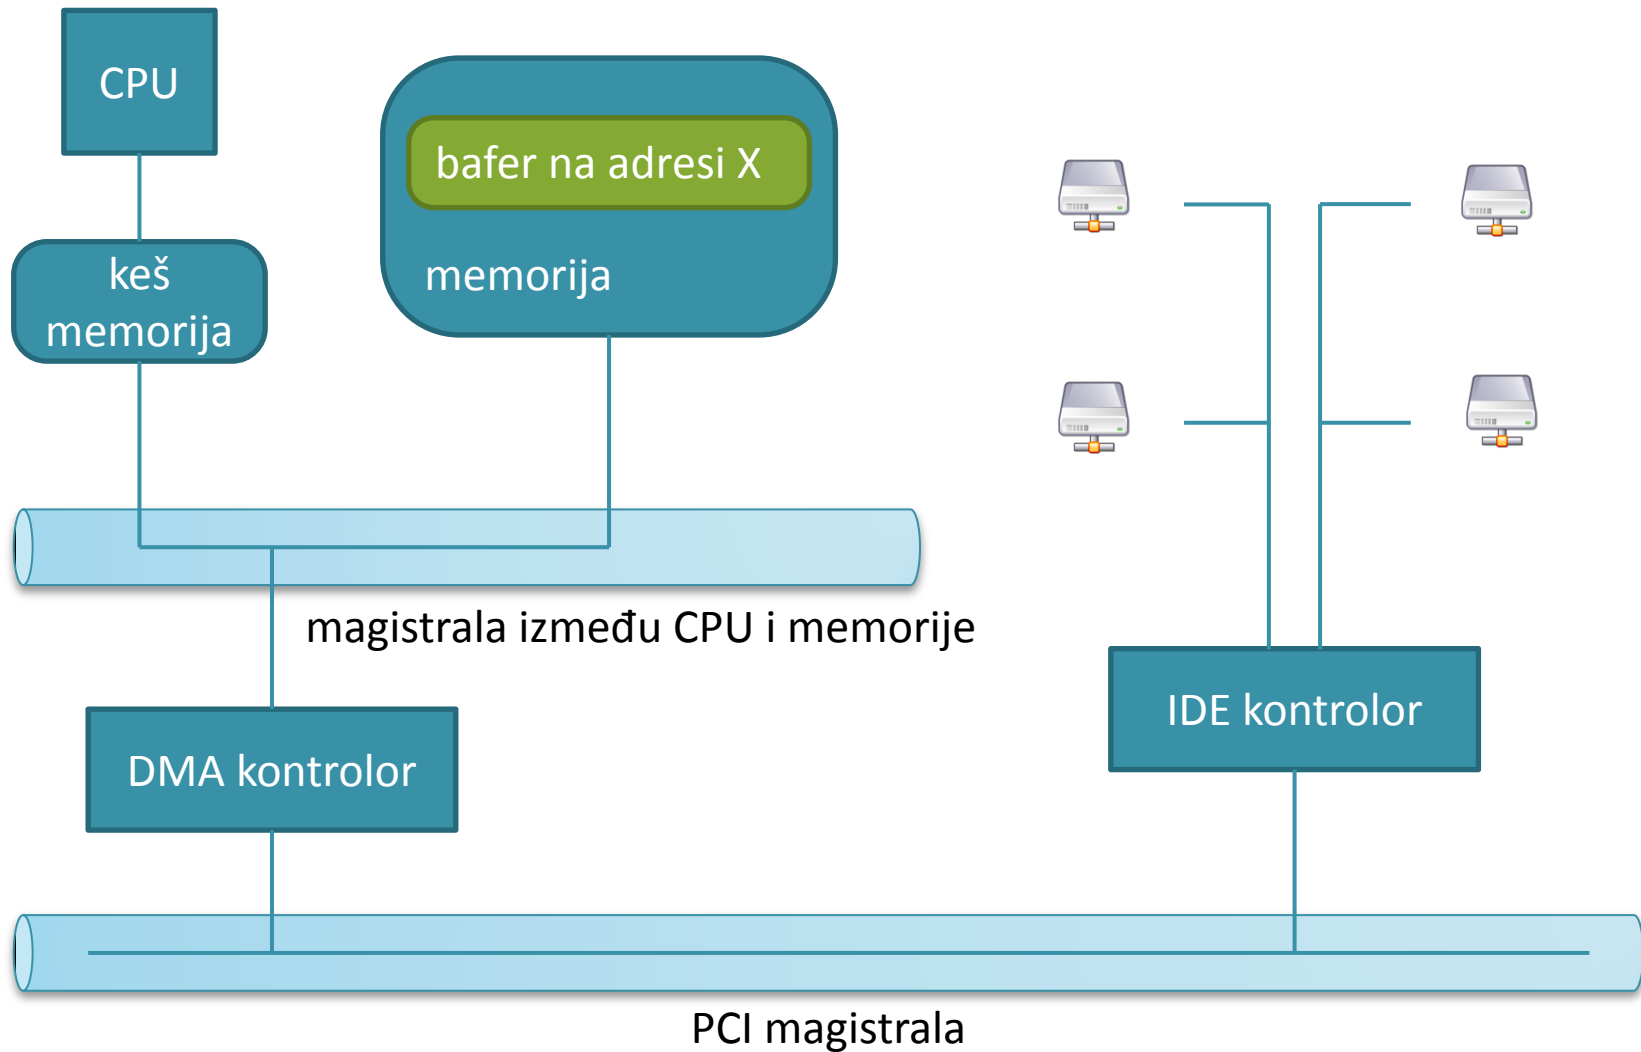 CPU
bafer na adresi X
memorija
keš
memorija
magistrala između CPU i memorije
DMA kontrolor
IDE kontrolor
PCI magistrala